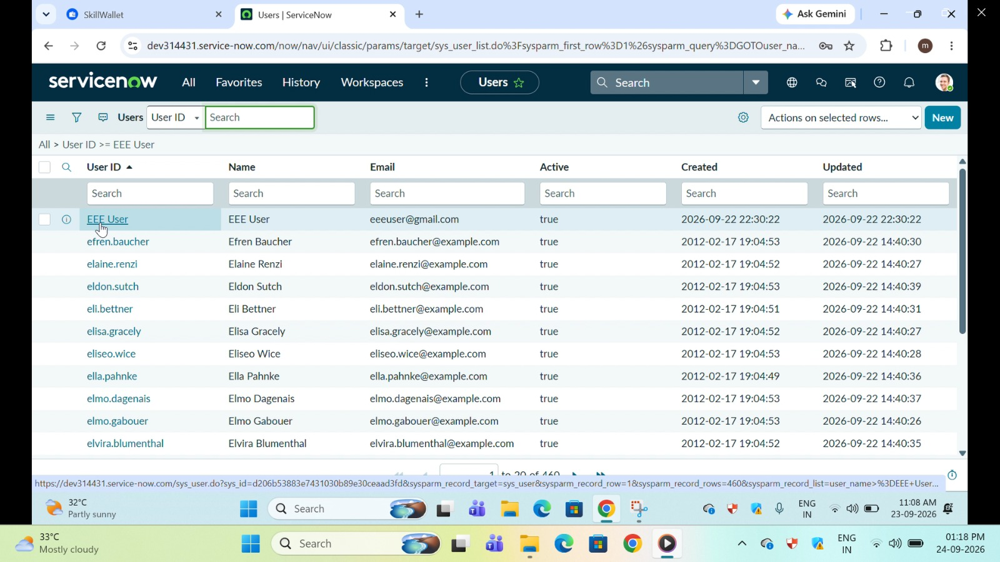 SkillWallet
Users | ServiceNow
Ask Gemini
dev314431.service-now.com/now/nav/ui/classic/params/target/sys_user_list.do%3Fsysparm_first_row%3D1%26sysparm_query%3DGOTOuser_na...
m
servicenow All Favorites History Workspaces Users Search
Users User ID Search Actions on selected rows... New
All > User ID >= EEE User
User ID Name Email Active Created Updated
Search Search Search Search Search Search
EEE User EEE User eeeuser@gmail.com true 2026-09-22 22:30:22 2026-09-22 22:30:22
efren.baucher Efren Baucher efren.baucher@example.com true 2012-02-17 19:04:53 2026-09-22 14:40:30
elaine.renzi Elaine Renzi elaine.renzi@example.com true 2012-02-17 19:04:52 2026-09-22 14:40:27
eldon.sutch Eldon Sutch eldon.sutch@example.com true 2012-02-17 19:04:53 2026-09-22 14:40:39
eli.bettner Eli Bettner eli.bettner@example.com true 2012-02-17 19:04:51 2026-09-22 14:40:31
elisa.gracely Elisa Gracely elisa.gracely@example.com true 2012-02-17 19:04:52 2026-09-22 14:40:27
eliseo.wice Eliseo Wice eliseo.wice@example.com true 2012-02-17 19:04:53 2026-09-22 14:40:28
ella.pahnke Ella Pahnke ella.pahnke@example.com true 2012-02-17 19:04:49 2026-09-22 14:40:36
elmo.dagenais Elmo Dagenais elmo.dagenais@example.com true 2012-02-17 19:04:53 2026-09-22 14:40:37
elmo.gabouer Elmo Gabouer elmo.gabouer@example.com true 2012-02-17 19:04:53 2026-09-22 14:40:26
elvira.blumenthal Elvira Blumenthal elvira.blumenthal@example.com true 2012-02-17 19:04:52 2026-09-22 14:40:35
1 to 20 of 460
https://dev314431.service-now.com/sys_user.do?sys_id=d206b53883e7431030b89e30ceaad3fd&sysparm_record_target=sys_user&sysparm_record_row=1&sysparm_record_rows=460&sysparm_record_list=user_name>%3DEEE+User...
32°C
Partly sunny
Search
ENG
IN
11:08 AM
23-09-2026
33°C
Mostly cloudy
Search
ENG
IN
01:18 PM
24-09-2026